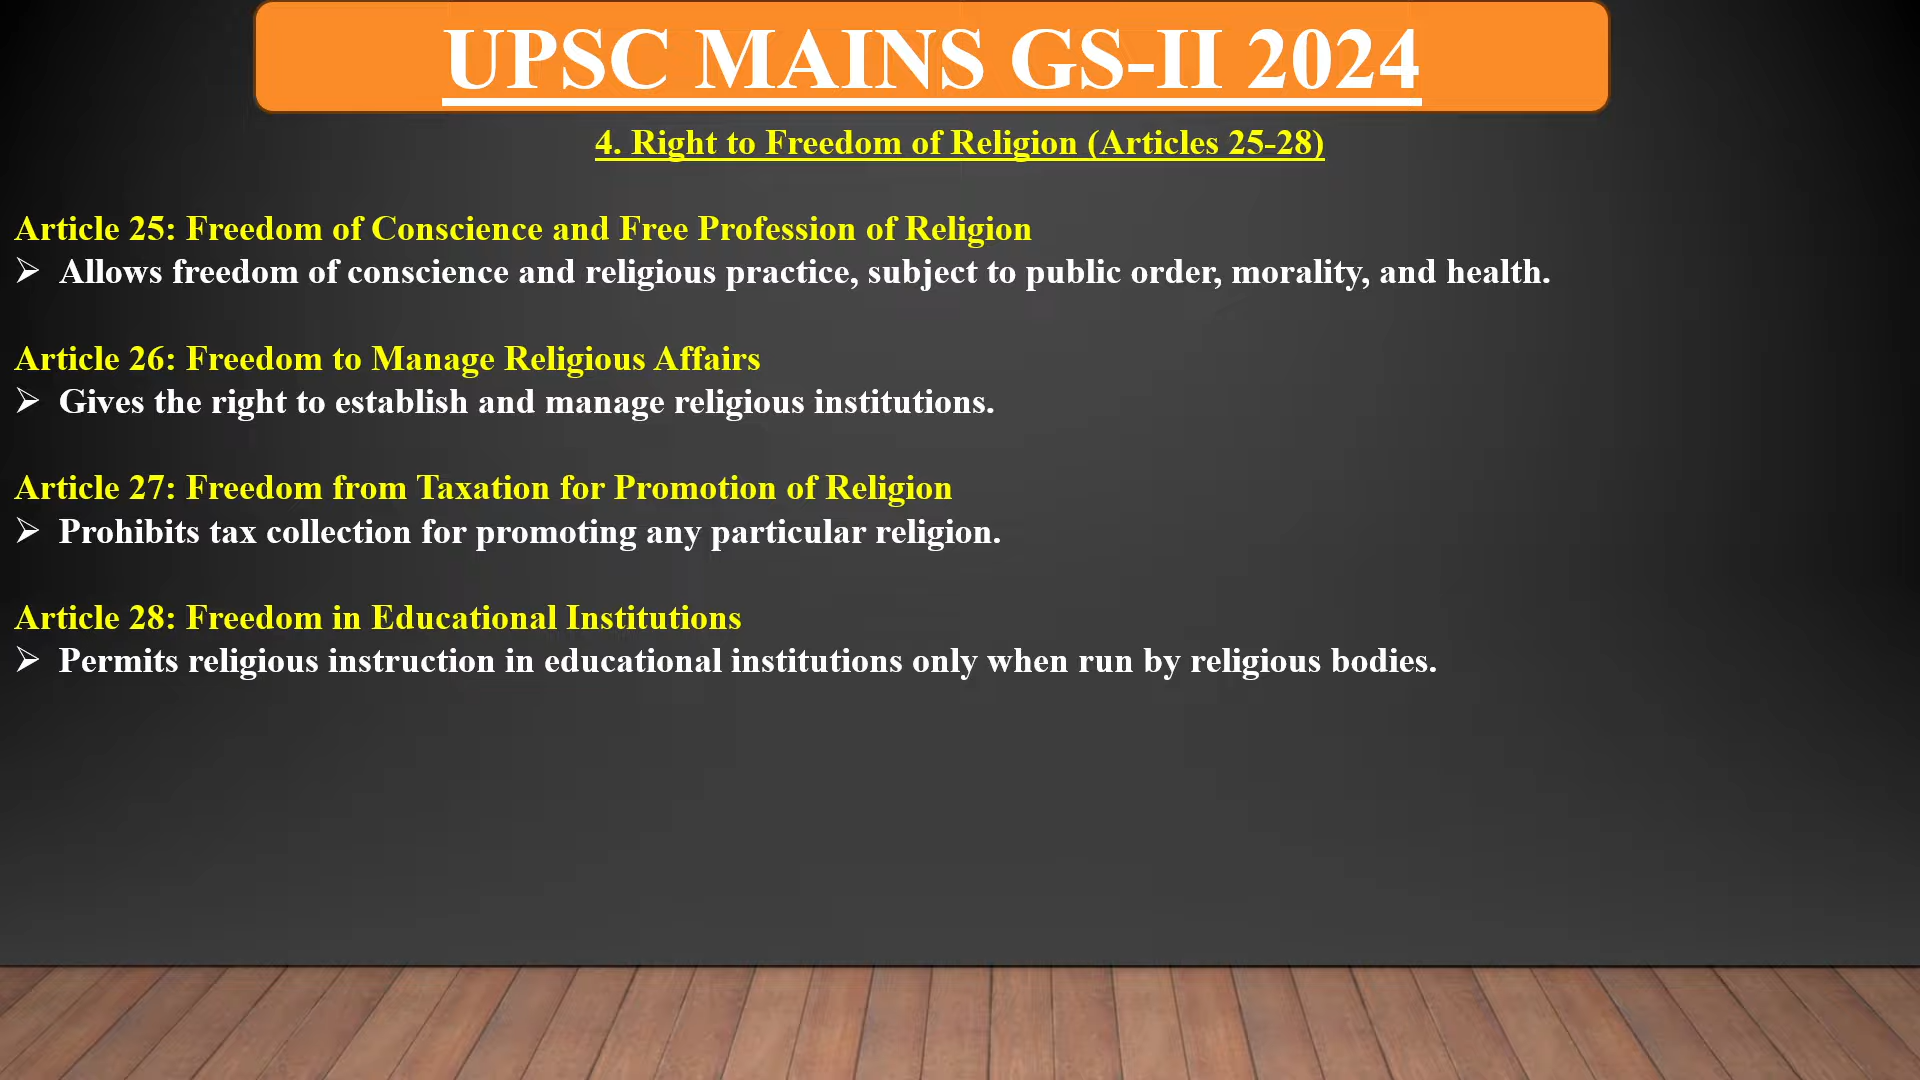 UPSC MAINS GS-II 2024
4. Right to Freedom of Religion (Articles 25-28)
Article 25: Freedom of Conscience and Free Profession of Religion
➢ Allows freedom of conscience and religious practice, subject to public order, morality, and health.
Article 26: Freedom to Manage Religious Affairs
➢ Gives the right to establish and manage religious institutions.
Article 27: Freedom from Taxation for Promotion of Religion
➢ Prohibits tax collection for promoting any particular religion.
Article 28: Freedom in Educational Institutions
➢ Permits religious instruction in educational institutions only when run by religious bodies.